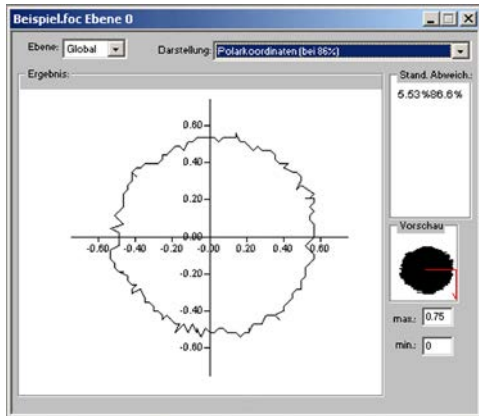 Beispiel.foc Ebene 0
Ebene: Global Darstellung: Polarkoordinaten (bei 86%)
Ergebnis:
Stand. Abweich.:
5.53%86.6%
0.60
0.40
0.20
0.00
-0.60 -0.40 -0.20 -0.00 0.20 0.40 0.60
-0.20
-0.40
-0.60
Vorschau
max.: 0.75
min.: 0